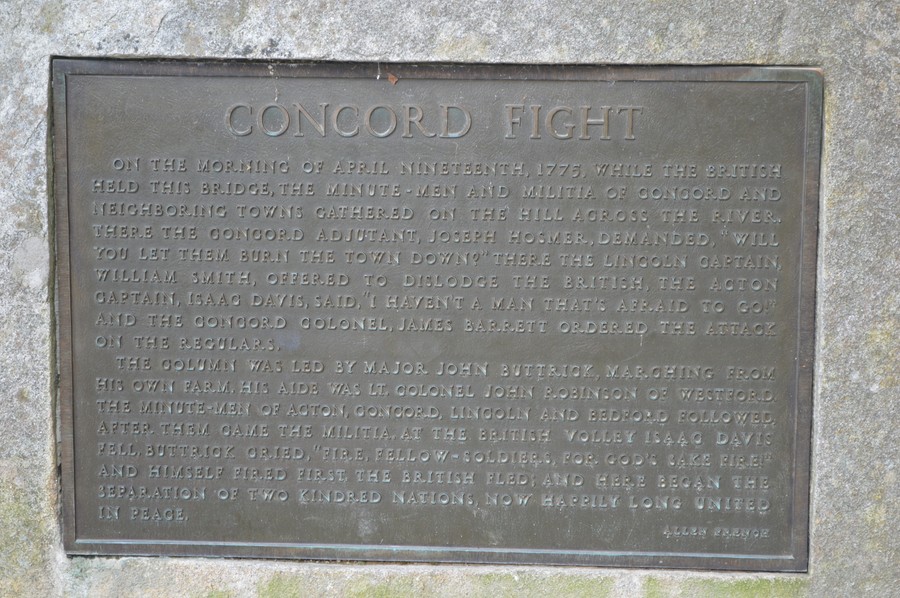 CONCORD FIGHT
ON THE MORNING OF APRIL NINETEENTH, 1775, WHILE THE BRITISH
HELD THIS BRIDGE, THE MINUTE-MEN AND MILITIA OF CONCORD AND
NEIGHBORING TOWNS GATHERED ON THE HILL ACROSS THE RIVER.
THERE THE CONCORD ADJUTANT, JOSEPH HOSMER, DEMANDED, "WILL
YOU LET THEM BURN THE TOWN DOWN?" THERE THE LINCOLN CAPTAIN,
WILLIAM SMITH, OFFERED TO DISLODGE THE BRITISH, THE ACTON
CAPTAIN, ISAAC DAVIS, SAID, "I HAVEN'T A MAN THAT'S AFRAID TO GO!"
AND THE CONCORD COLONEL, JAMES BARRETT ORDERED THE ATTACK
ON THE REGULARS.
THE COLUMN WAS LED BY MAJOR JOHN BUTTRICK, MARCHING FROM
HIS OWN FARM. HIS AIDE WAS LT. COLONEL JOHN ROBINSON OF WESTFORD.
THE MINUTE-MEN OF ACTON, CONCORD, LINCOLN AND BEDFORD FOLLOWED.
AFTER THEM CAME THE MILITIA. AT THE BRITISH VOLLEY ISAAC DAVIS
FELL. BUTTRICK CRIED, "FIRE, FELLOW-SOLDIERS, FOR GOD'S SAKE FIRE!"
AND HIMSELF FIRED FIRST. THE BRITISH FLED; AND HERE BEGAN THE
SEPARATION OF TWO KINDRED NATIONS, NOW HAPPILY LONG UNITED
IN PEACE.
ALLEN FRENCH